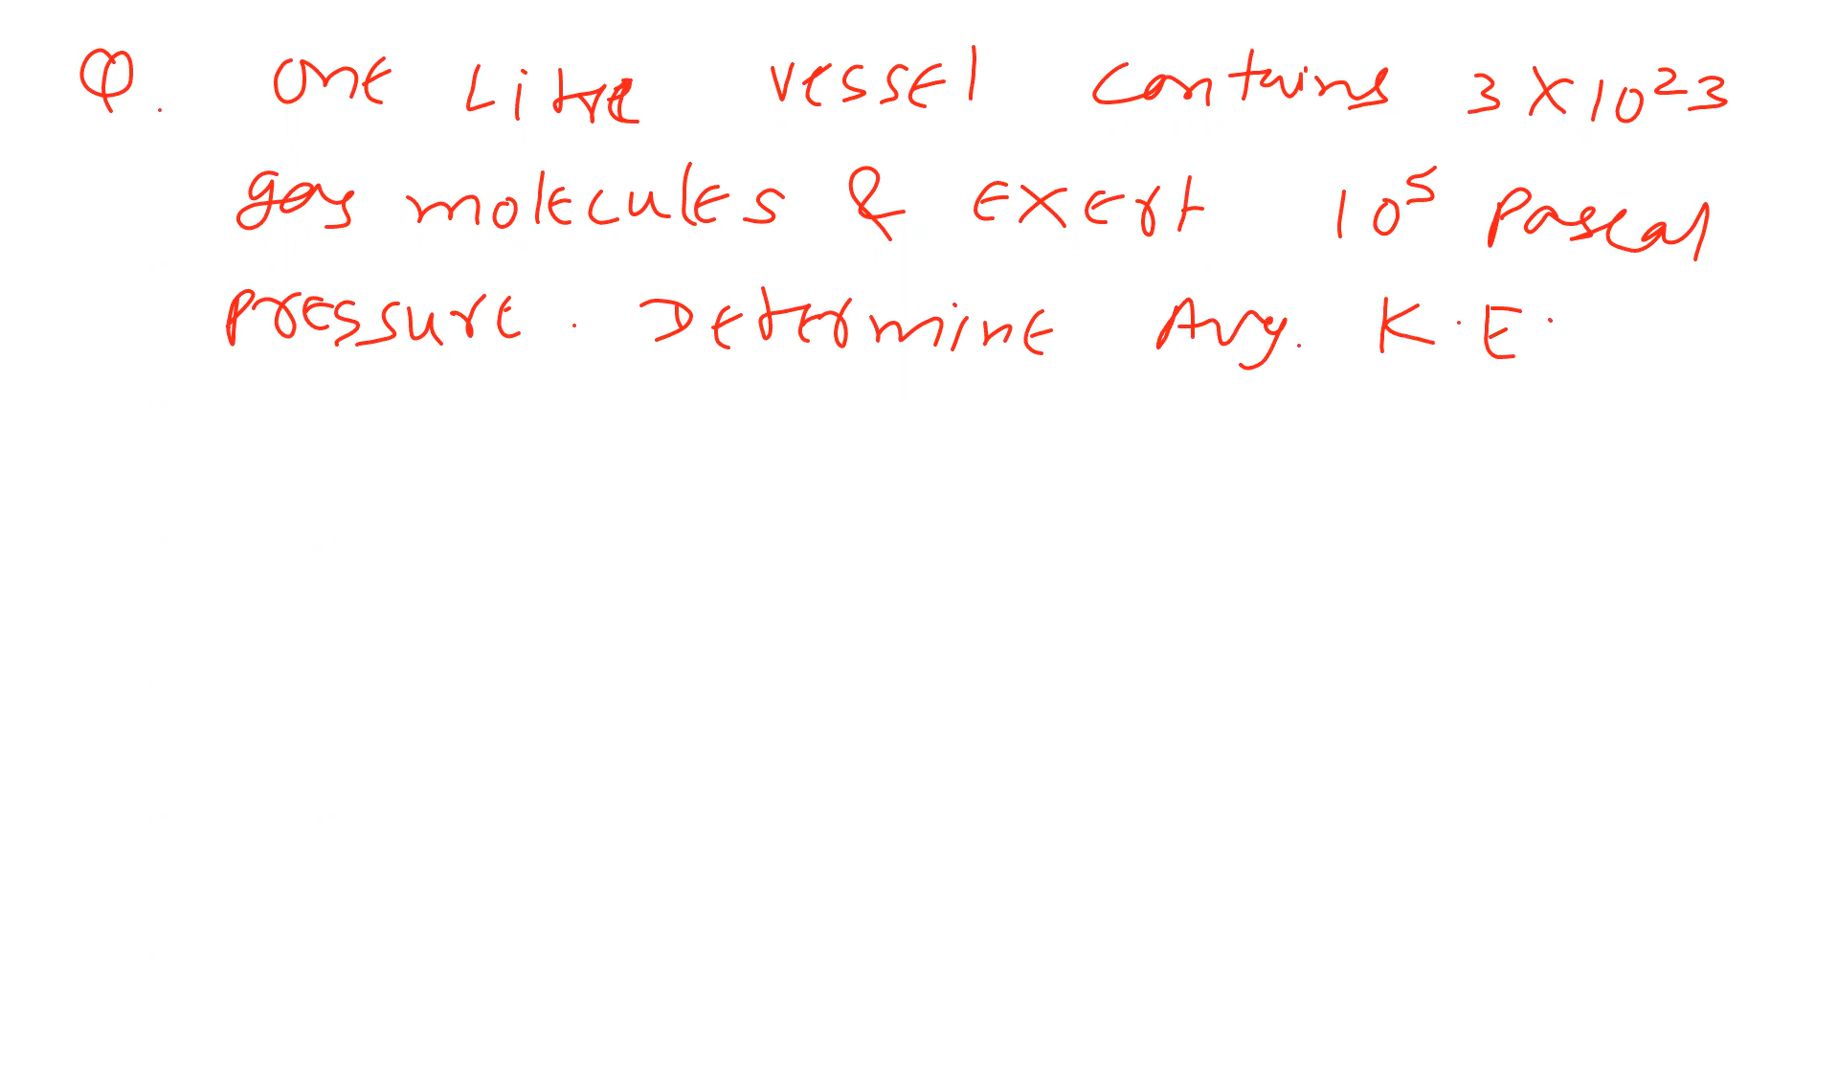 Q. One Litre vessel contains 3 X 10²³
gas molecules & exert 10⁵ Pascal
pressure. Determine Avg. K.E.